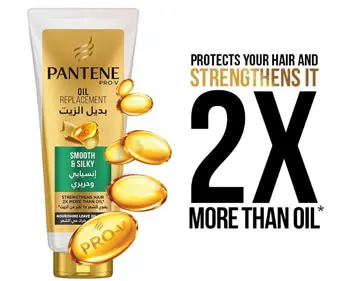 PANTENE
PRO-V
OIL
REPLACEMENT
بديل الزيت
SMOOTH
& SILKY
إنسيابي
وحريري
STRENGTHENS HAIR
2X MORE THAN OIL*
NOURISHING LEAVE
PRO-V
PROTECTS YOUR HAIR AND
STRENGTHENS IT
2X
MORE THAN OIL*